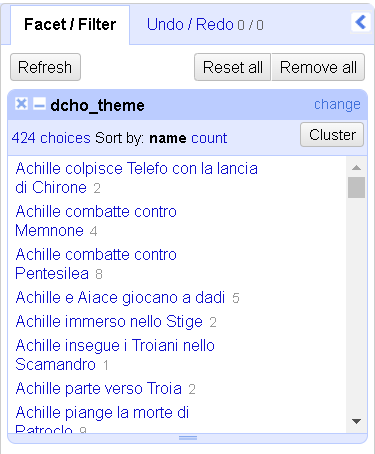 Facet / Filter Undo / Redo 0 / 0
Refresh Reset all Remove all
dcho_theme change
424 choices Sort by: name count Cluster
Achille colpisce Telefo con la lancia
di Chirone 2
Achille combatte contro
Memnone 4
Achille combatte contro
Pentesilea 8
Achille e Aiace giocano a dadi 5
Achille immerso nello Stige 2
Achille insegue i Troiani nello
Scamandro 1
Achille parte verso Troia 2
Achille piange la morte di
Patroclo 9